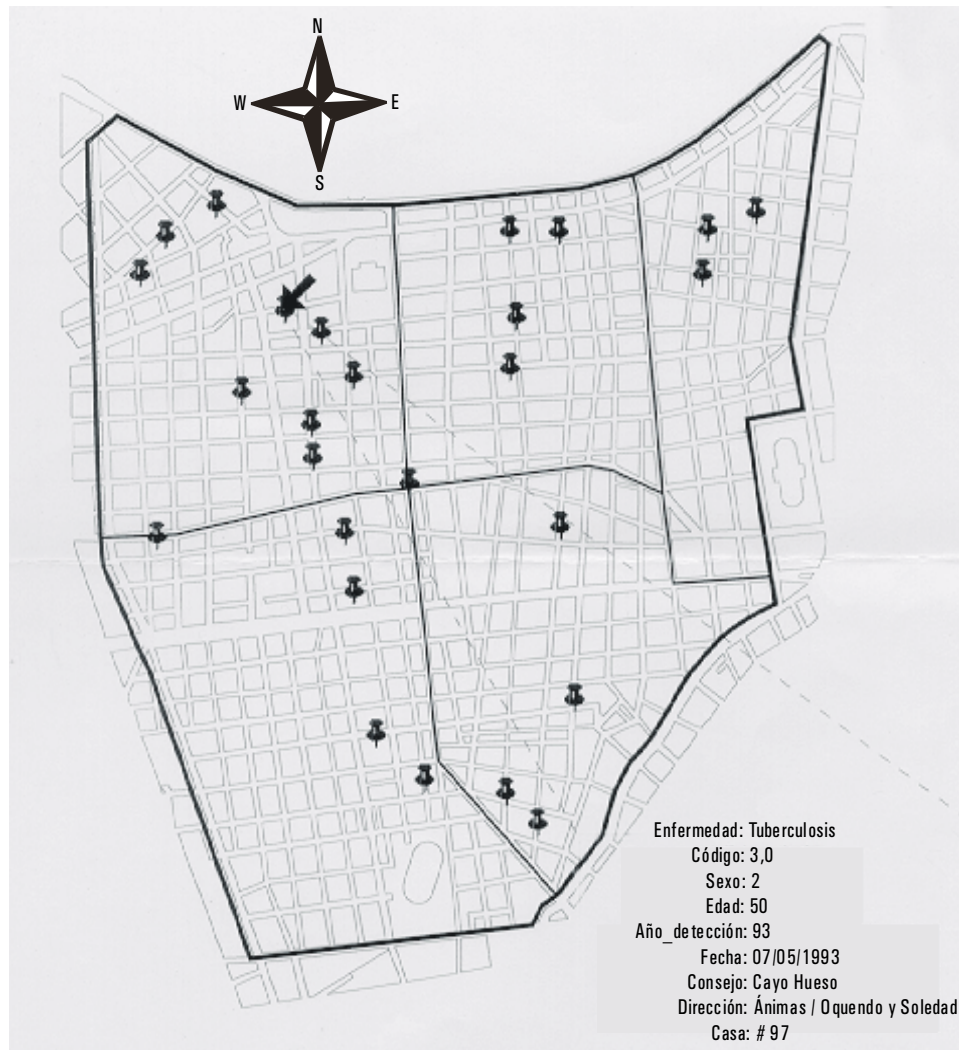 N
W
E
S
Enfermedad: Tuberculosis
Código: 3,0
Sexo: 2
Edad: 50
Año_detección: 93
Fecha: 07/05/1993
Consejo: Cayo Hueso
Dirección: Ánimas / Oquendo y Soledad
Casa: # 97